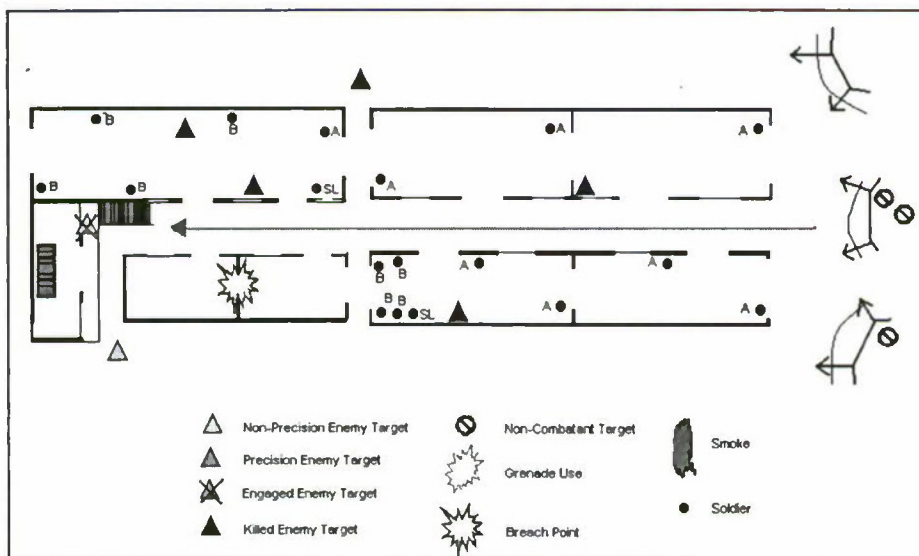 B
B
A
A
A
B
B
SL
A
B
B
A
A
B
B
SL
A
A
Non-Precision Enemy Target
Precision Enemy Target
Engaged Enemy Target
Killed Enemy Target
Non-Combatant Target
Grenade Use
Breach Point
Smoke
Soldier